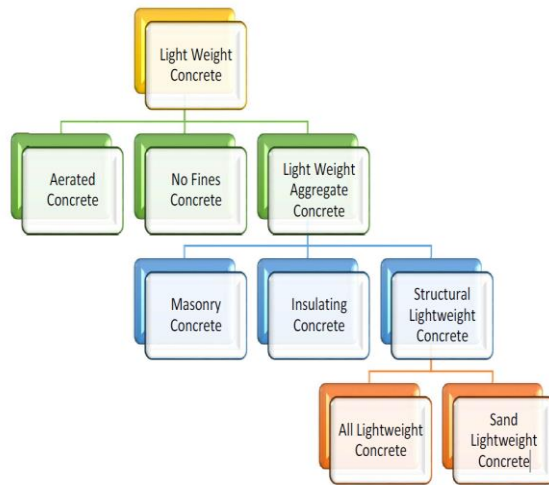 Light Weight
Concrete
Aerated
Concrete
No Fines
Concrete
Light Weight
Aggregate
Concrete
Masonry
Concrete
Insulating
Concrete
Structural
Lightweight
Concrete
All Lightweight
Concrete
Sand
Lightweight
Concrete